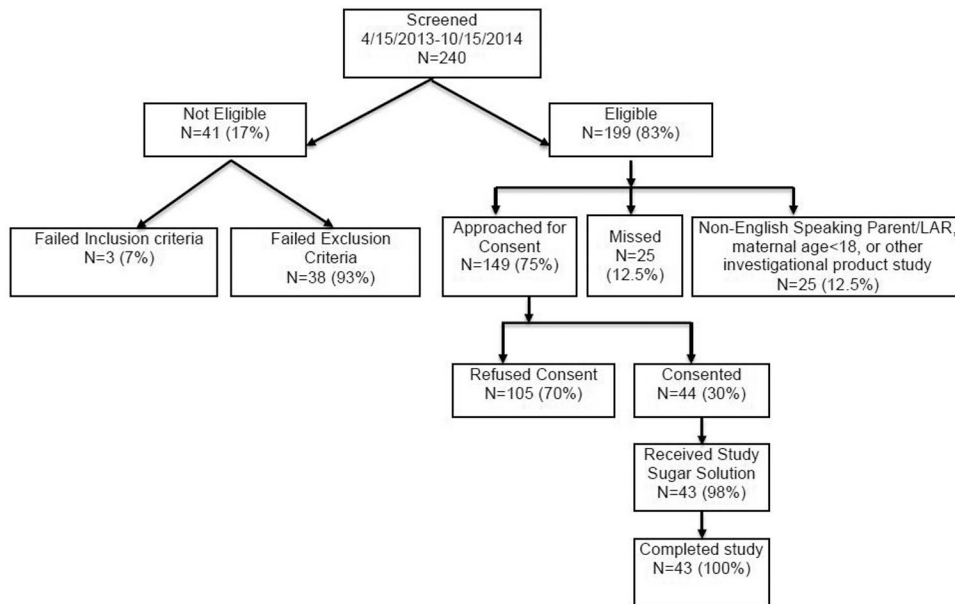 Screened
4/15/2013-10/15/2014
N=240
Not Eligible
N=41 (17%)
Eligible
N=199 (83%)
Failed Inclusion criteria
N=3 (7%)
Failed Exclusion
Criteria
N=38 (93%)
Approached for
Consent
N=149 (75%)
Missed
N=25
(12.5%)
Non-English Speaking Parent/LAR,
maternal age<18, or other
investigational product study
N=25 (12.5%)
Refused Consent
N=105 (70%)
Consented
N=44 (30%)
Received Study
Sugar Solution
N=43 (98%)
Completed study
N=43 (100%)